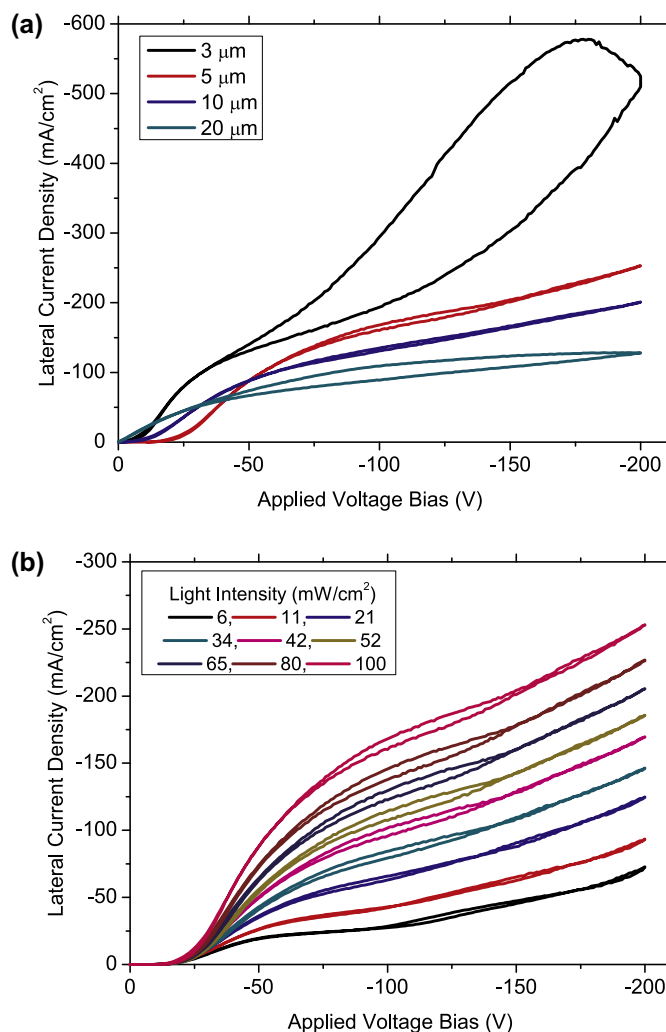 (a)
-600
-500
-400
-300
-200
-100
0
Lateral Current Density (mA/cm²)
3 μm
5 μm
10 μm
20 μm
0
-50
-100
-150
-200
Applied Voltage Bias (V)
(b)
-300
-250
-200
-150
-100
-50
0
Lateral Current Density (mA/cm²)
Light Intensity (mW/cm²)
6, 11, 21
34, 42, 52
65, 80, 100
0
-50
-100
-150
-200
Applied Voltage Bias (V)